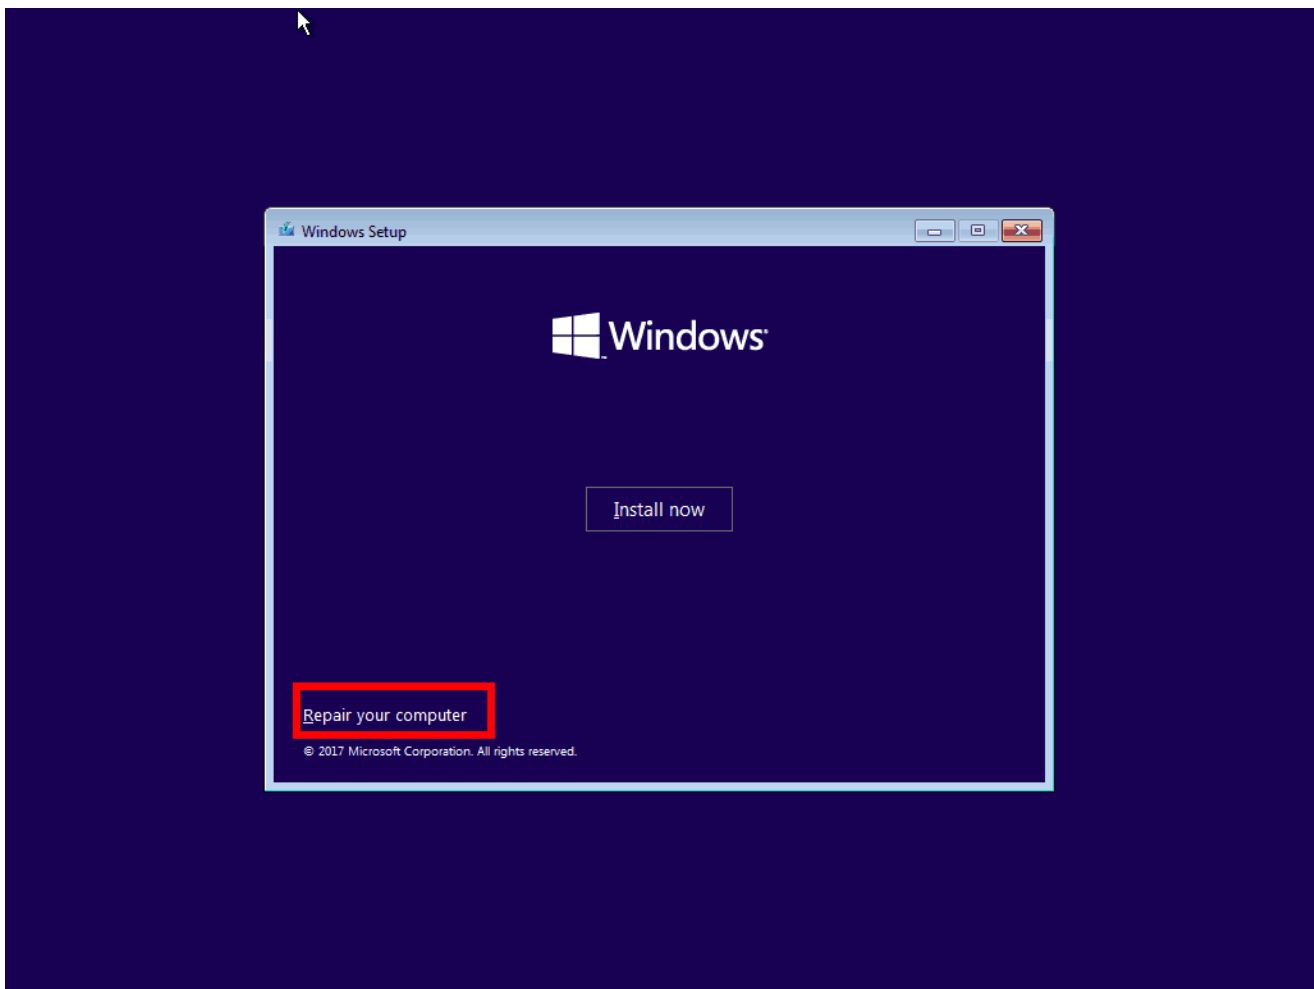 Windows Setup
Windows
Install now
Repair your computer
© 2017 Microsoft Corporation. All rights reserved.